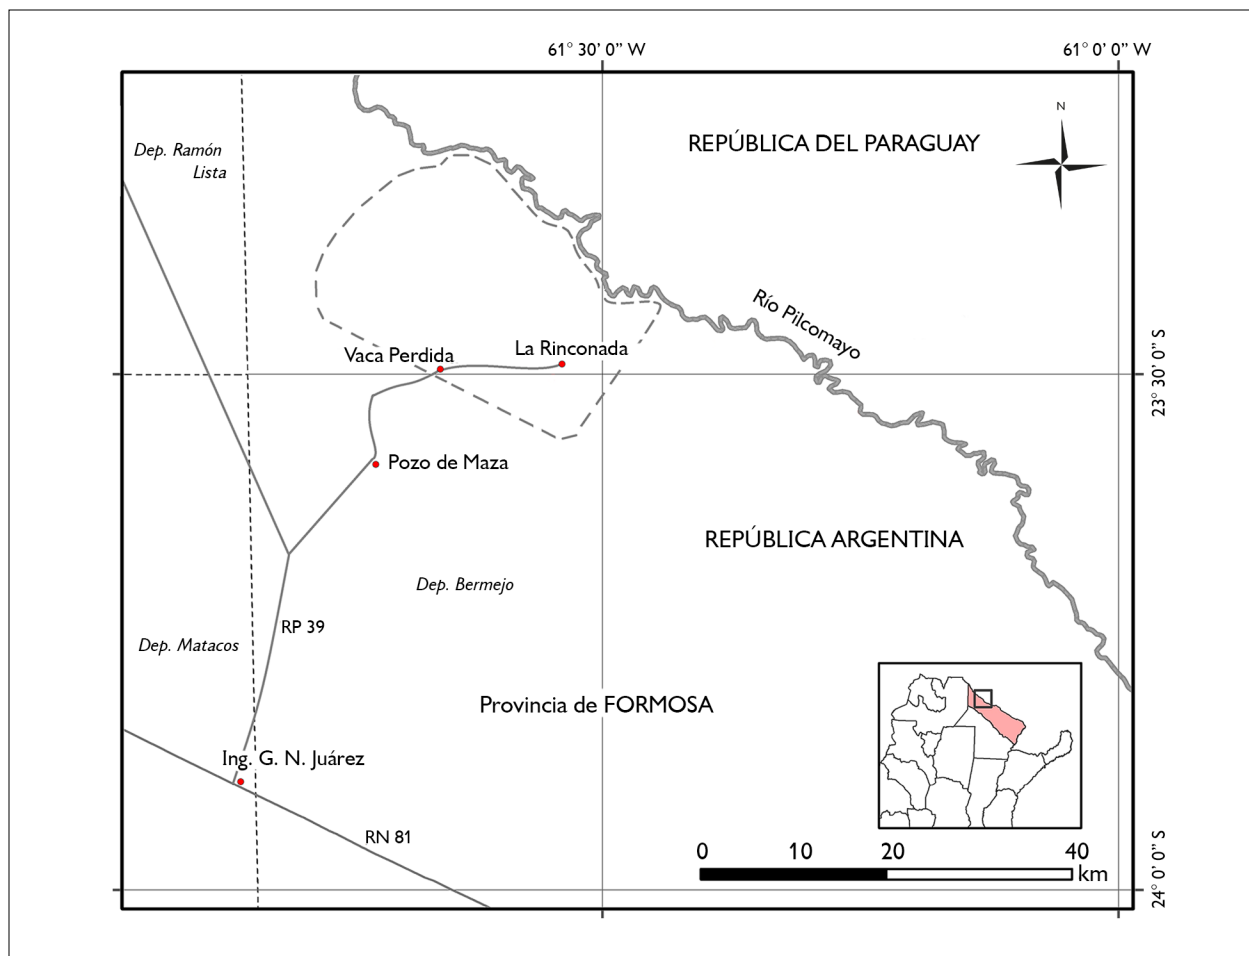 61° 30’ 0’’ W
61° 0’ 0’’ W
N
REPÚBLICA DEL PARAGUAY
Dep. Ramón
Lista
Río Pilcomayo
La Rinconada
Vaca Perdida
23° 30’ 0’’ S
Pozo de Maza
REPÚBLICA ARGENTINA
Dep. Bermejo
RP 39
Dep. Matacos
Provincia de FORMOSA
Ing. G. N. Juárez
RN 81
0 10 20 40
km
24° 0’ 0’’ S